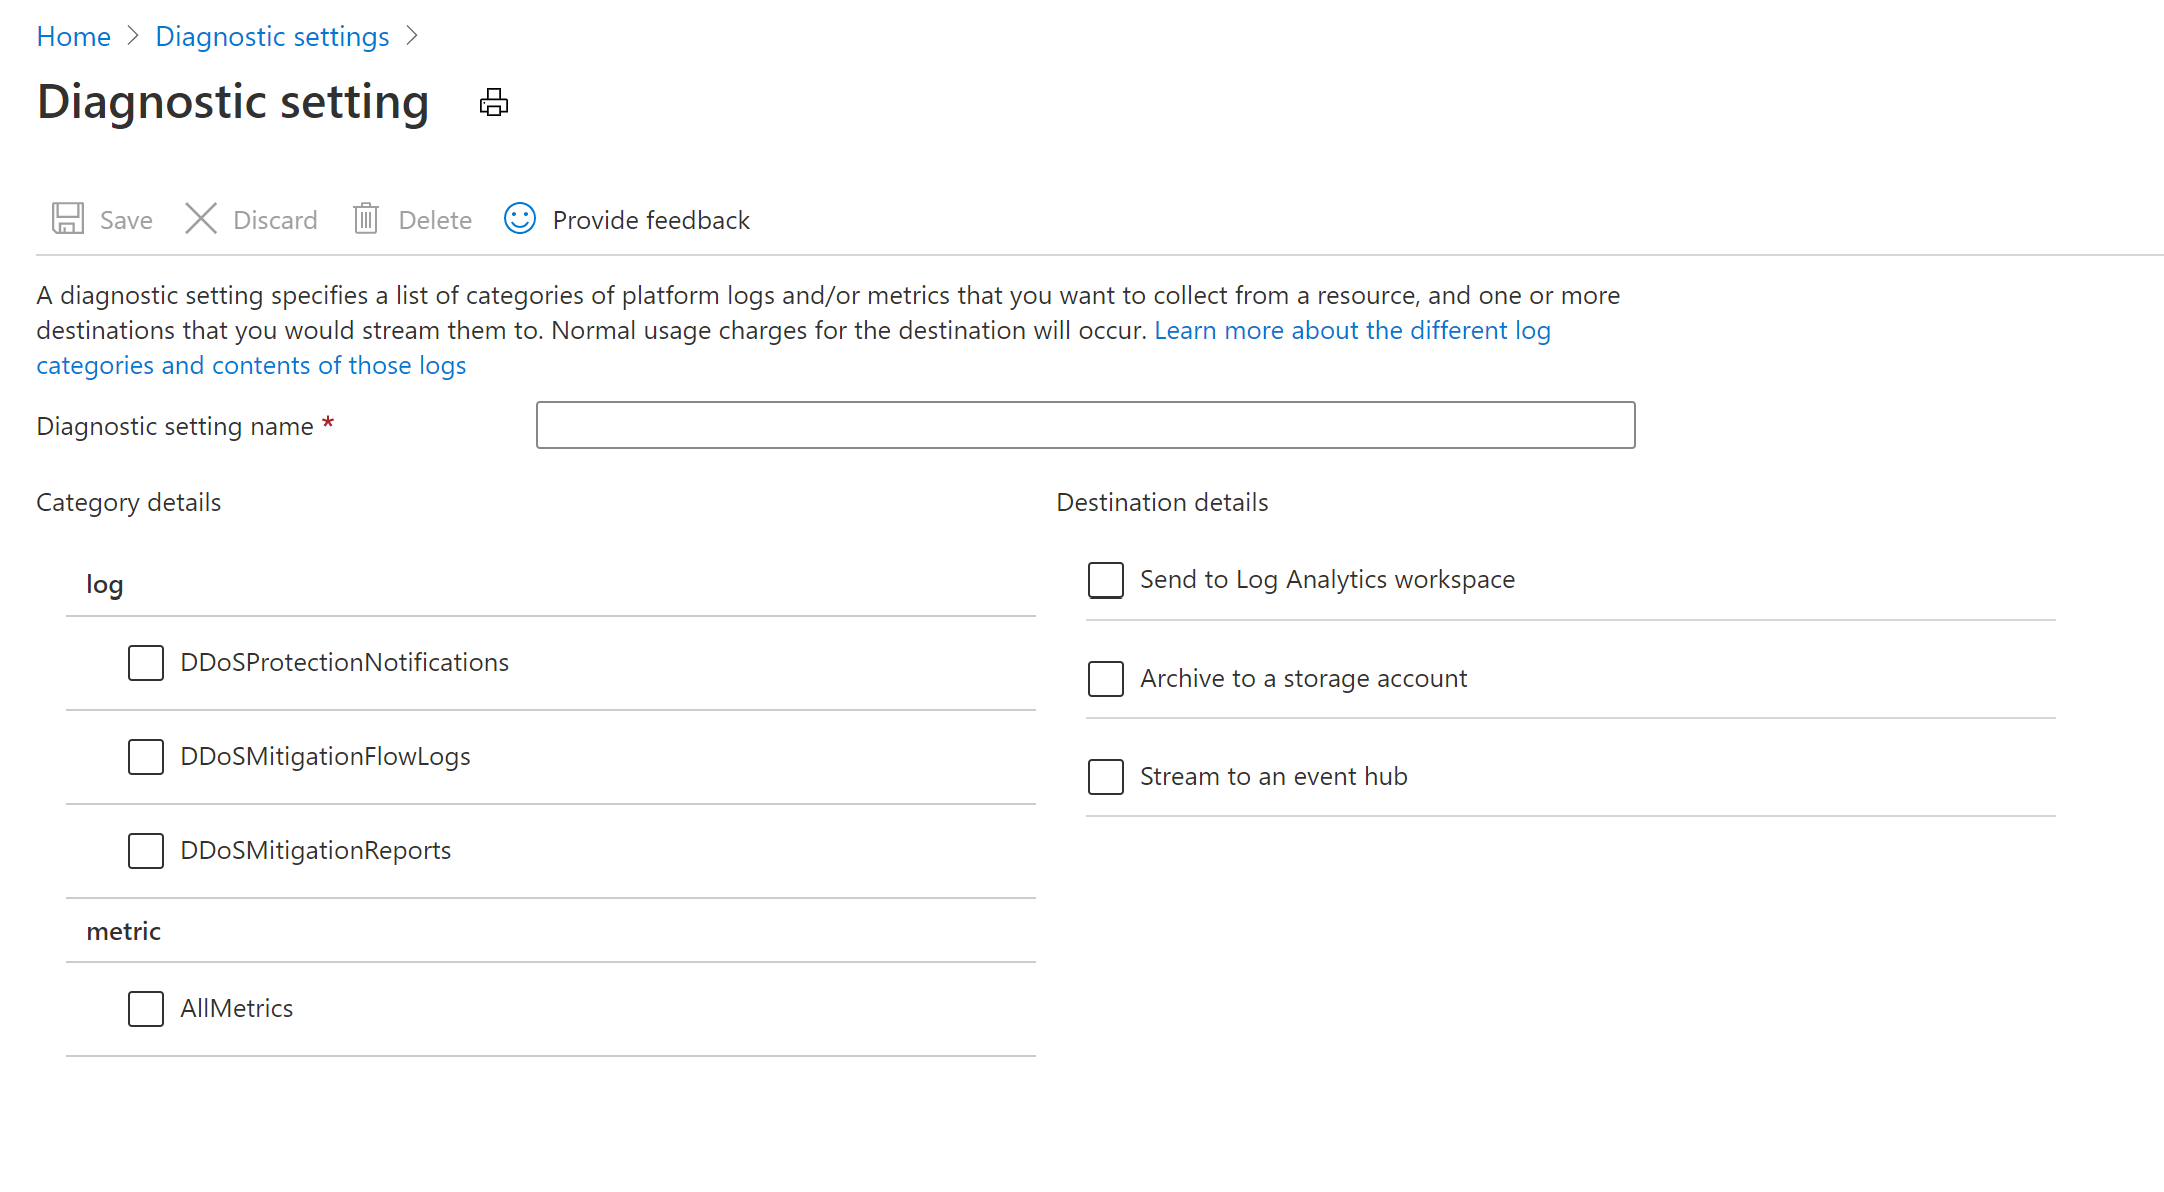 Home > Diagnostic settings >
Diagnostic setting
Save Discard Delete Provide feedback
A diagnostic setting specifies a list of categories of platform logs and/or metrics that you want to collect from a resource, and one or more
destinations that you would stream them to. Normal usage charges for the destination will occur. Learn more about the different log
categories and contents of those logs
Diagnostic setting name *
Category details
log
DDoSProtectionNotifications
DDoSMitigationFlowLogs
DDoSMitigationReports
metric
AllMetrics
Destination details
Send to Log Analytics workspace
Archive to a storage account
Stream to an event hub